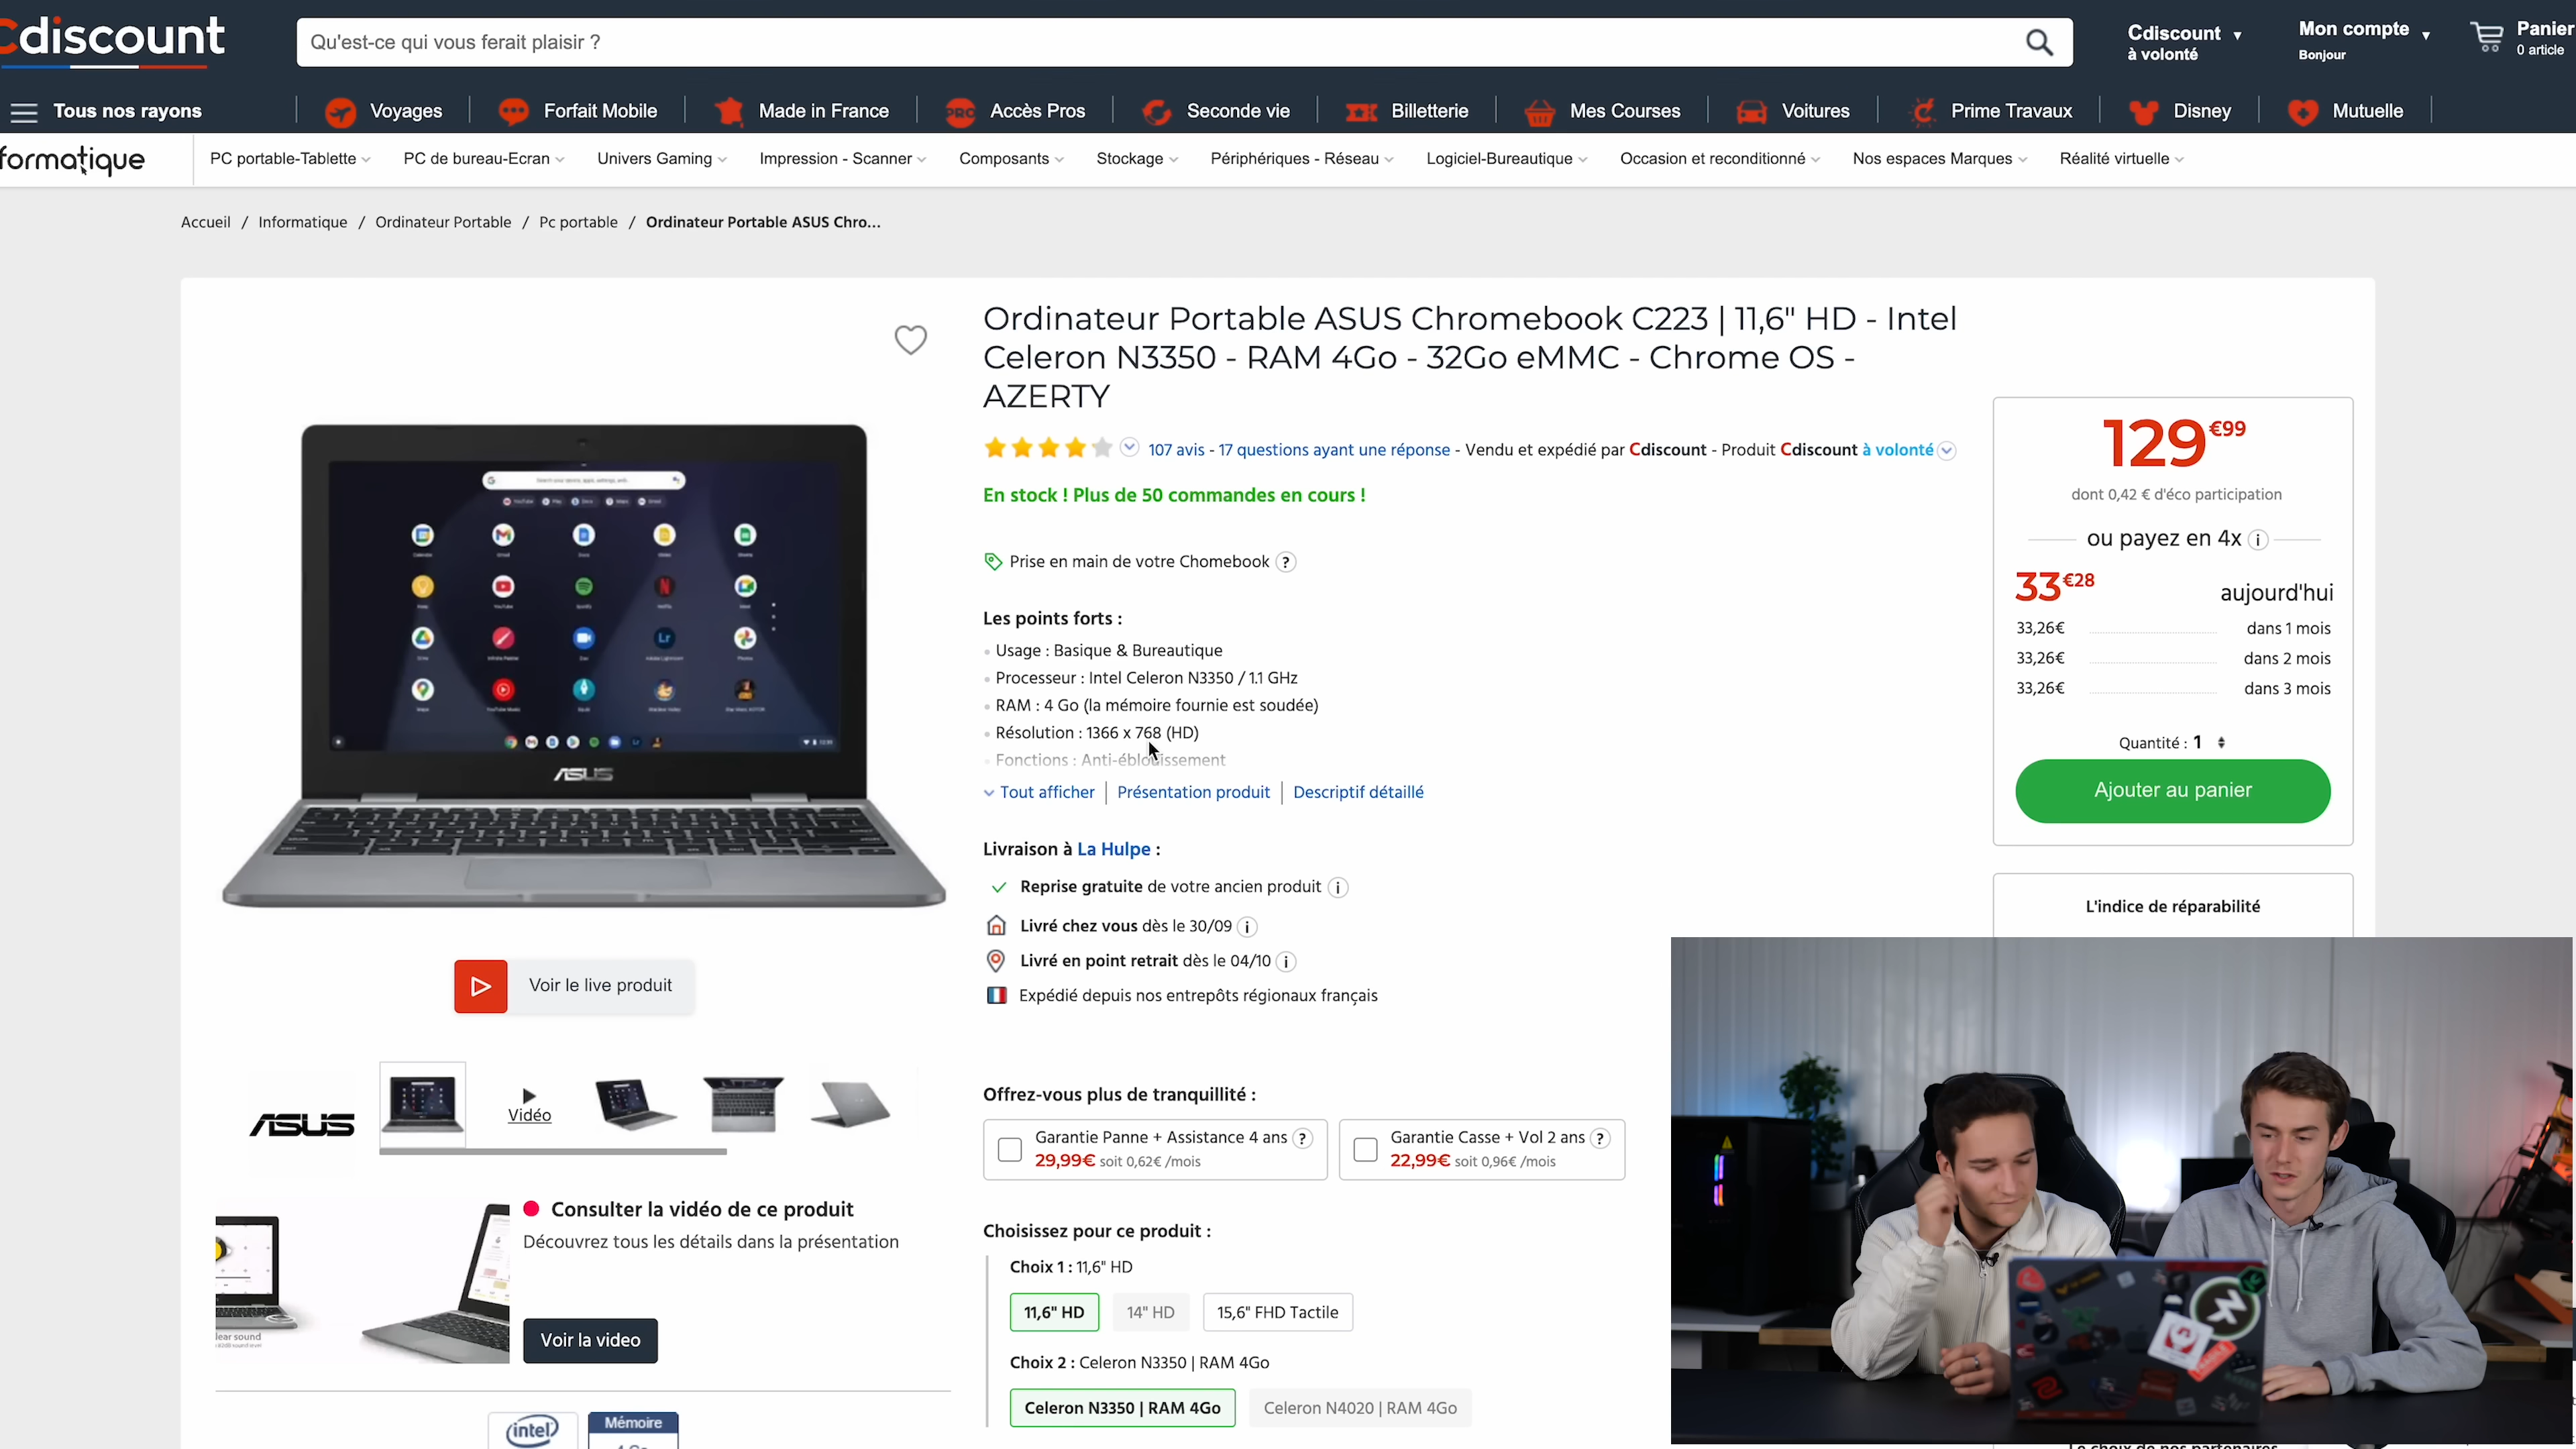 Cdiscount
Qu'est-ce qui vous ferait plaisir ?
Cdiscount
à volonté
Mon compte
Bonjour
Panier
0 article
Tous nos rayons
Voyages
Forfait Mobile
Made in France
PRO
Accès Pros
Seconde vie
Billetterie
Mes Courses
Voitures
Prime Travaux
Disney
Mutuelle
formatique
PC portable-Tablette
PC de bureau-Ecran
Univers Gaming
Impression - Scanner
Composants
Stockage
Périphériques - Réseau
Logiciel-Bureautique
Occasion et reconditionné
Nos espaces Marques
Réalité virtuelle
Accueil / Informatique / Ordinateur Portable / Pc portable / Ordinateur Portable ASUS Chro...
Ordinateur Portable ASUS Chromebook C223 | 11,6" HD - Intel
Celeron N3350 - RAM 4Go - 32Go eMMC - Chrome OS -
AZERTY
107 avis - 17 questions ayant une réponse - Vendu et expédié par Cdiscount - Produit Cdiscount à volonté
En stock ! Plus de 50 commandes en cours !
Prise en main de votre Chomebook ?
Les points forts :
Usage : Basique & Bureautique
Processeur : Intel Celeron N3350 / 1.1 GHz
RAM : 4 Go (la mémoire fournie est soudée)
Résolution : 1366 x 768 (HD)
Fonctions : Anti-éblouissement
Tout afficher | Présentation produit | Descriptif détaillé
Livraison à La Hulpe :
Reprise gratuite de votre ancien produit i
Livré chez vous dès le 30/09 i
Livré en point retrait dès le 04/10 i
Expédié depuis nos entrepôts régionaux français
Offrez-vous plus de tranquillité :
Garantie Panne + Assistance 4 ans ?
29,99€ soit 0,62€ /mois
Garantie Casse + Vol 2 ans ?
22,99€ soit 0,96€ /mois
Choisissez pour ce produit :
Choix 1 : 11,6" HD
11,6" HD
14" HD
15,6" FHD Tactile
Choix 2 : Celeron N3350 | RAM 4Go
Celeron N3350 | RAM 4Go
Celeron N4020 | RAM 4Go
129€99
dont 0,42 € d'éco participation
ou payez en 4x i
33€28 aujourd'hui
33,26€ dans 1 mois
33,26€ dans 2 mois
33,26€ dans 3 mois
Quantité : 1
Ajouter au panier
L'indice de réparabilité
ASUS
Voir le live produit
ASUS
Vidéo
Consulter la vidéo de ce produit
Découvrez tous les détails dans la présentation
Voir la video
lear sound
intel
Mémoire